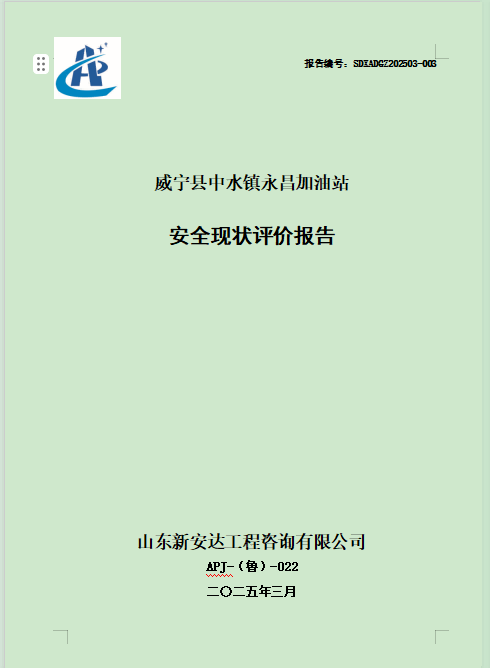 报告编号：SDXADGZ202503-003
威宁县中水镇永昌加油站
安全现状评价报告
山东新安达工程咨询有限公司
APJ-（鲁）-022
二〇二五年三月